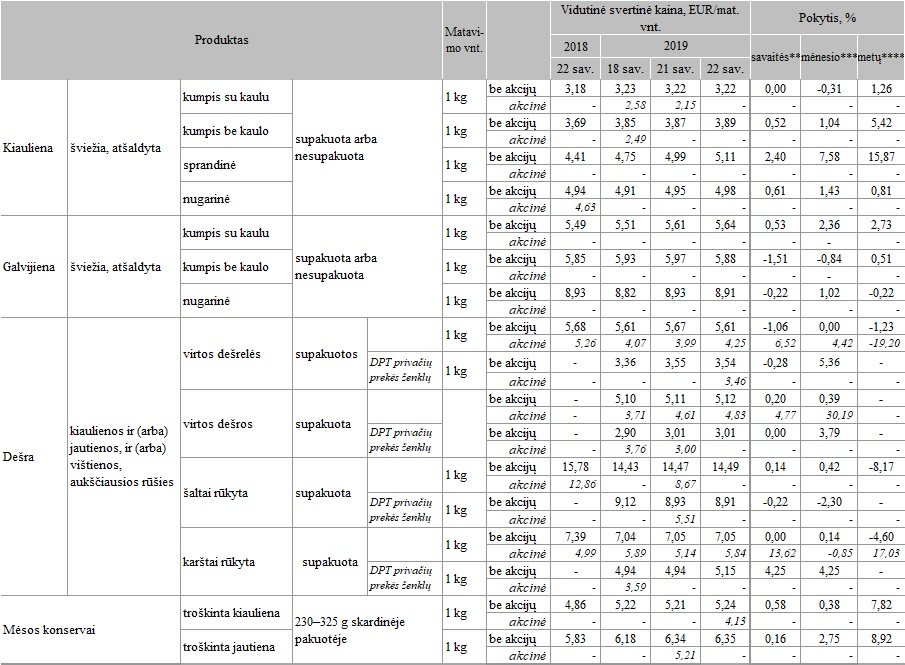 Produktas
Matavi-
mo vnt.
Vidutinė svertinė kaina, EUR/mat.
vnt.
Pokytis, %
2018
2019
savaitės**
mėnesio***
metų****
22 sav.
18 sav.
21 sav.
22 sav.
Kiauliena
šviežia, atšaldyta
supakuota arba
nesupakuota
kumpis su kaulu
1 kg
be akcijų 3,18 3,23 3,22 3,22 0,00 -0,31 1,26
akcinė - 2,58 2,15 - - - -
kumpis be kaulo
1 kg
be akcijų 3,69 3,85 3,87 3,89 0,52 1,04 5,42
akcinė - 2,49 - - - - -
sprandinė
1 kg
be akcijų 4,41 4,75 4,99 5,11 2,40 7,58 15,87
akcinė - - - - - - -
nugarinė
1 kg
be akcijų 4,94 4,91 4,95 4,98 0,61 1,43 0,81
akcinė 4,63 - - - - - -
Galvijiena
šviežia, atšaldyta
supakuota arba
nesupakuota
kumpis su kaulu
1 kg
be akcijų 5,49 5,51 5,61 5,64 0,53 2,36 2,73
akcinė - - - - - - -
kumpis be kaulo
1 kg
be akcijų 5,85 5,93 5,97 5,88 -1,51 -0,84 0,51
akcinė - - - - - - -
nugarinė
1 kg
be akcijų 8,93 8,82 8,93 8,91 -0,22 1,02 -0,22
akcinė - - - - - - -
Dešra
kiaulienos ir (arba)
jautienos, ir (arba)
vištienos,
aukščiausios rūšies
virtos dešrelės
supakuotos
1 kg
be akcijų 5,68 5,61 5,67 5,61 -1,06 0,00 -1,23
akcinė 5,26 4,07 3,99 4,25 6,52 4,42 -19,20
DPT privačių
prekės ženklų
1 kg
be akcijų - 3,36 3,55 3,54 -0,28 5,36 -
akcinė - - - 3,46 - - -
virtos dešros
supakuota
be akcijų - 5,10 5,11 5,12 0,20 0,39 -
akcinė - 3,71 4,61 4,83 4,77 30,19 -
DPT privačių
prekės ženklų
be akcijų - 2,90 3,01 3,01 0,00 3,79 -
akcinė - 3,76 3,00 - - - -
šaltai rūkyta
supakuota
1 kg
be akcijų 15,78 14,43 14,47 14,49 0,14 0,42 -8,17
akcinė 12,86 - 8,67 - - - -
DPT privačių
prekės ženklų
1 kg
be akcijų - 9,12 8,93 8,91 -0,22 -2,30 -
akcinė - - 5,51 - - - -
karštai rūkyta
supakuota
1 kg
be akcijų 7,39 7,04 7,05 7,05 0,00 0,14 -4,60
akcinė 4,99 5,89 5,14 5,84 13,62 -0,85 17,03
DPT privačių
prekės ženklų
1 kg
be akcijų - 4,94 4,94 5,15 4,25 4,25 -
akcinė - 3,59 - - - - -
Mėsos konservai
230–325 g skardinėje
pakuotėje
troškinta kiauliena
1 kg
be akcijų 4,86 5,22 5,21 5,24 0,58 0,38 7,82
akcinė - - - 4,13 - - -
troškinta jautiena
1 kg
be akcijų 5,83 6,18 6,34 6,35 0,16 2,75 8,92
akcinė - - 5,21 - - - -